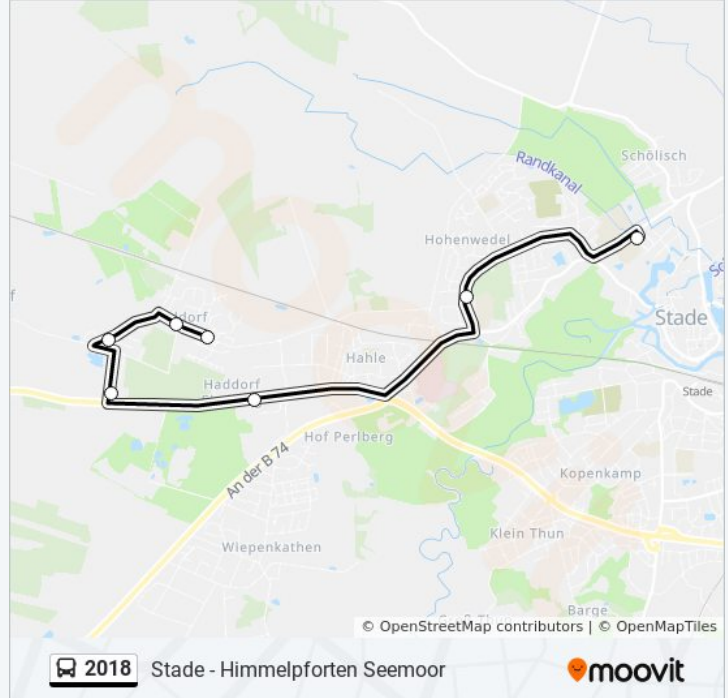 Schölisch
Randkanal
Hohenwedel
Stade
Hahle
Haddorf
Stade
Hof Perlberg
An der B 74
Kopenkamp
Klein Thun
Wiepenkathen
Barge
© OpenStreetMap contributors | © OpenMapTiles
2018 Stade - Himmelpforten Seemoor
moovit